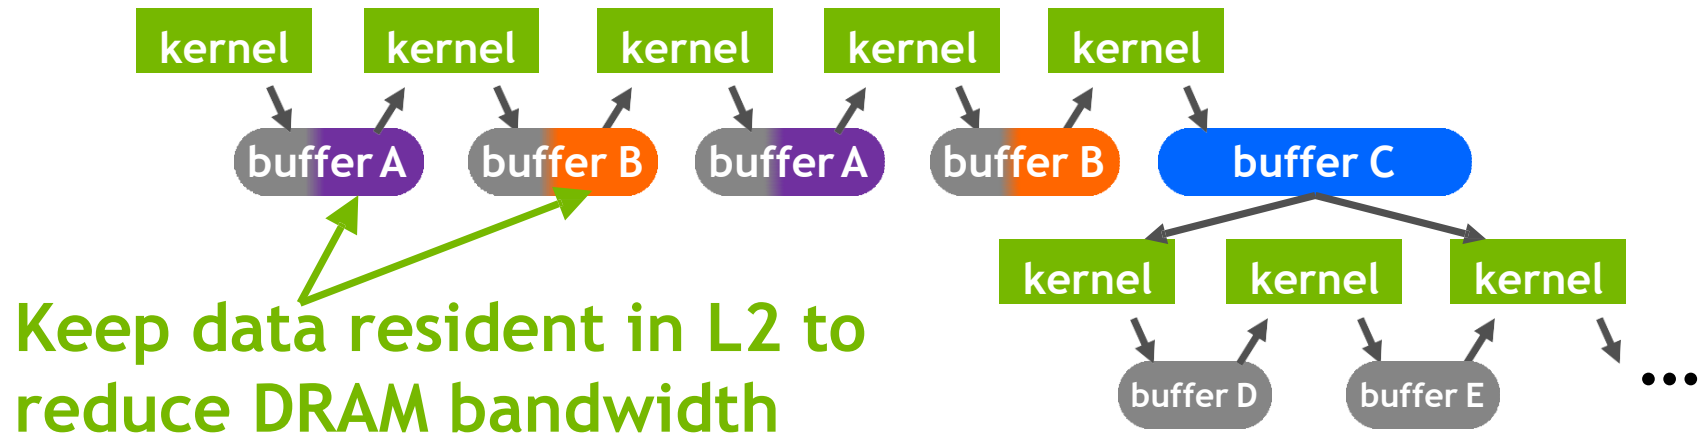 kernel kernel kernel kernel kernel
buffer A buffer B buffer A buffer B buffer C
kernel kernel kernel
Keep data resident in L2 to
reduce DRAM bandwidth
buffer D buffer E ...